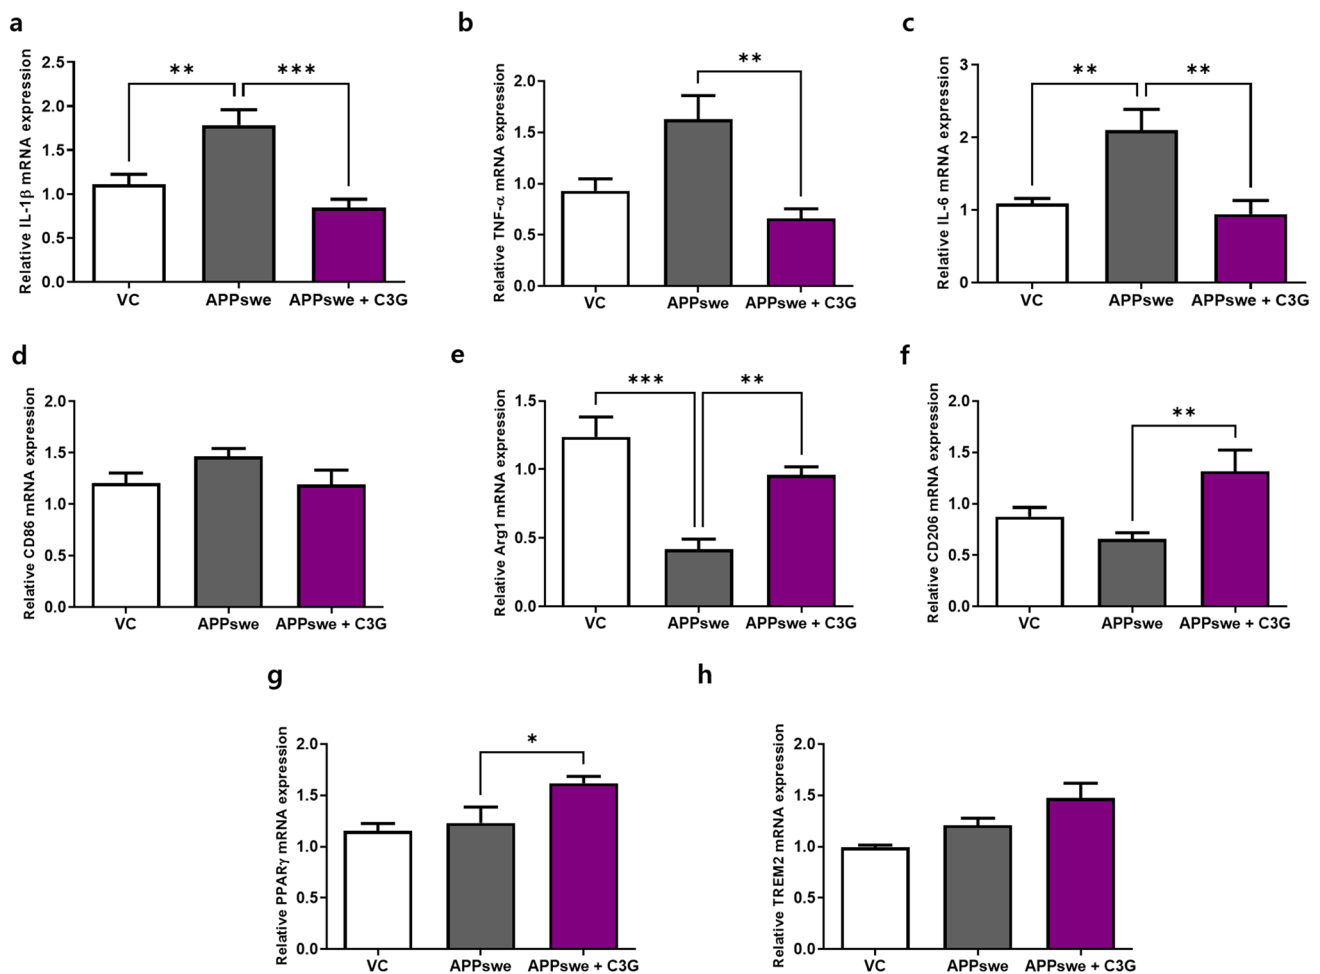 a
Relative IL-1β mRNA expression
2.5
2.0
1.5
1.0
0.5
0.0
** ***
VC APPswe APPswe + C3G
b
Relative TNF-α mRNA expression
2.0
1.5
1.0
0.5
0.0
**
VC APPswe APPswe + C3G
c
Relative IL-6 mRNA expression
3
2
1
0
** **
VC APPswe APPswe + C3G
d
Relative CD86 mRNA expression
2.0
1.5
1.0
0.5
0.0
VC APPswe APPswe + C3G
e
Relative Arg1 mRNA expression
1.5
1.0
0.5
0.0
*** **
VC APPswe APPswe + C3G
f
Relative CD206 mRNA expression
2.0
1.5
1.0
0.5
0.0
**
VC APPswe APPswe + C3G
g
Relative PPARγ mRNA expression
2.0
1.5
1.0
0.5
0.0
*
VC APPswe APPswe + C3G
h
Relative TREM2 mRNA expression
2.0
1.5
1.0
0.5
0.0
VC APPswe APPswe + C3G